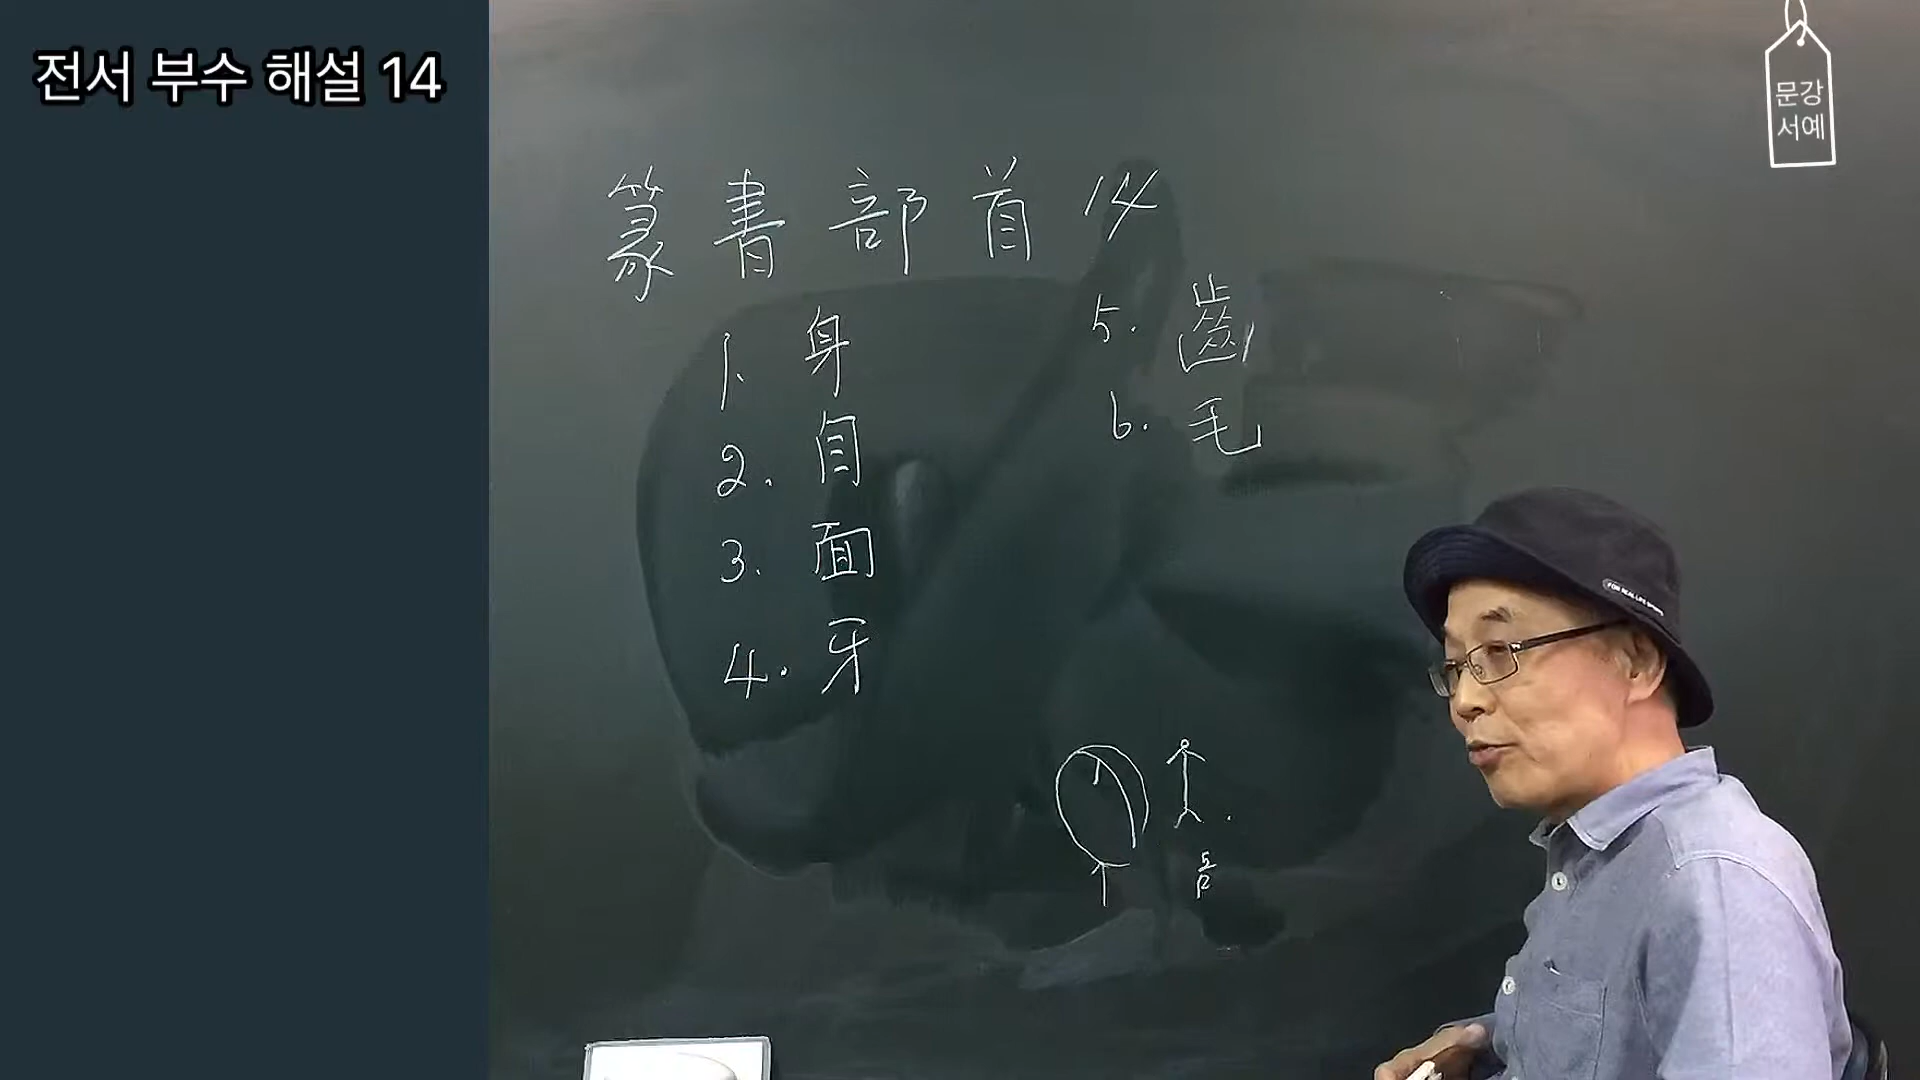 전서 부수 해설 14
문강
서예
篆書部首 14
1. 身
2. 自
3. 面
4. 牙
5. 齒
6. 毛